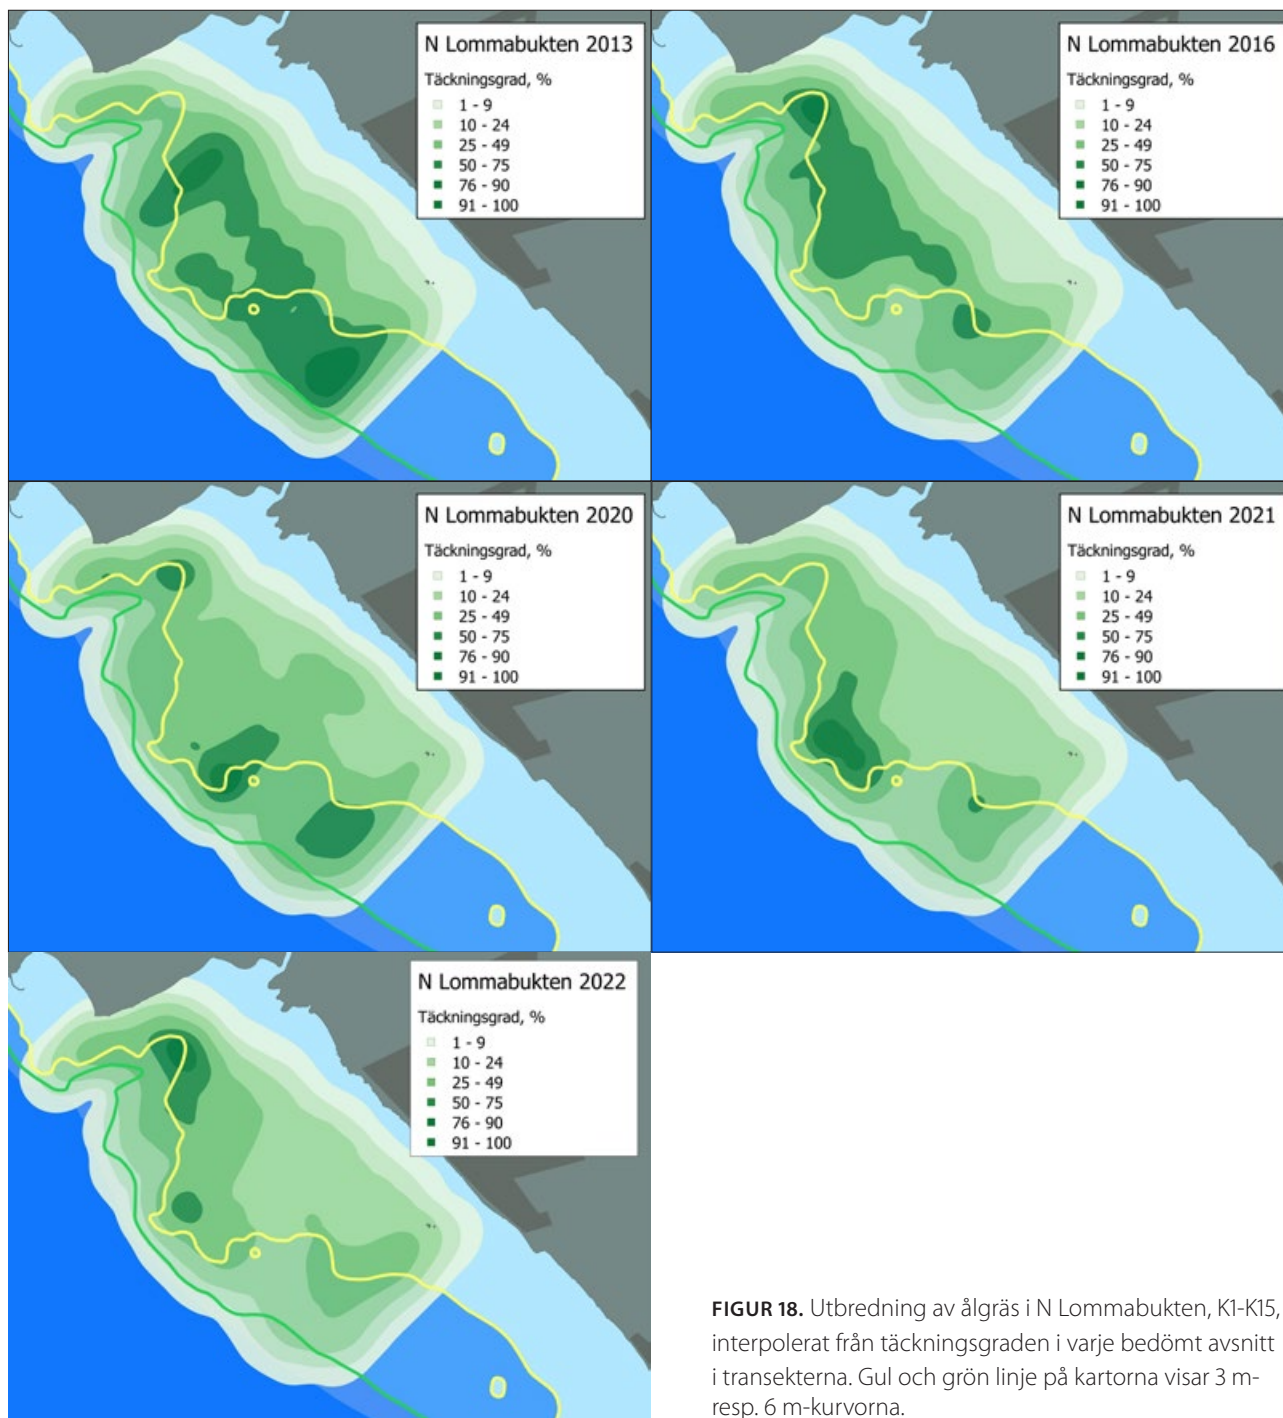 N Lommabukten 2013
Täckningsgrad, %
1 - 9
10 - 24
25 - 49
50 - 75
76 - 90
91 - 100
N Lommabukten 2016
Täckningsgrad, %
1 - 9
10 - 24
25 - 49
50 - 75
76 - 90
91 - 100
N Lommabukten 2020
Täckningsgrad, %
1 - 9
10 - 24
25 - 49
50 - 75
76 - 90
91 - 100
N Lommabukten 2021
Täckningsgrad, %
1 - 9
10 - 24
25 - 49
50 - 75
76 - 90
91 - 100
N Lommabukten 2022
Täckningsgrad, %
1 - 9
10 - 24
25 - 49
50 - 75
76 - 90
91 - 100
FIGUR 18. Utbredning av ålgräs i N Lommabukten, K1-K15,
interpolerat från täckningsgraden i varje bedömt avsnitt
i transekterna. Gul och grön linje på kartorna visar 3 m-
resp. 6 m-kurvorna.